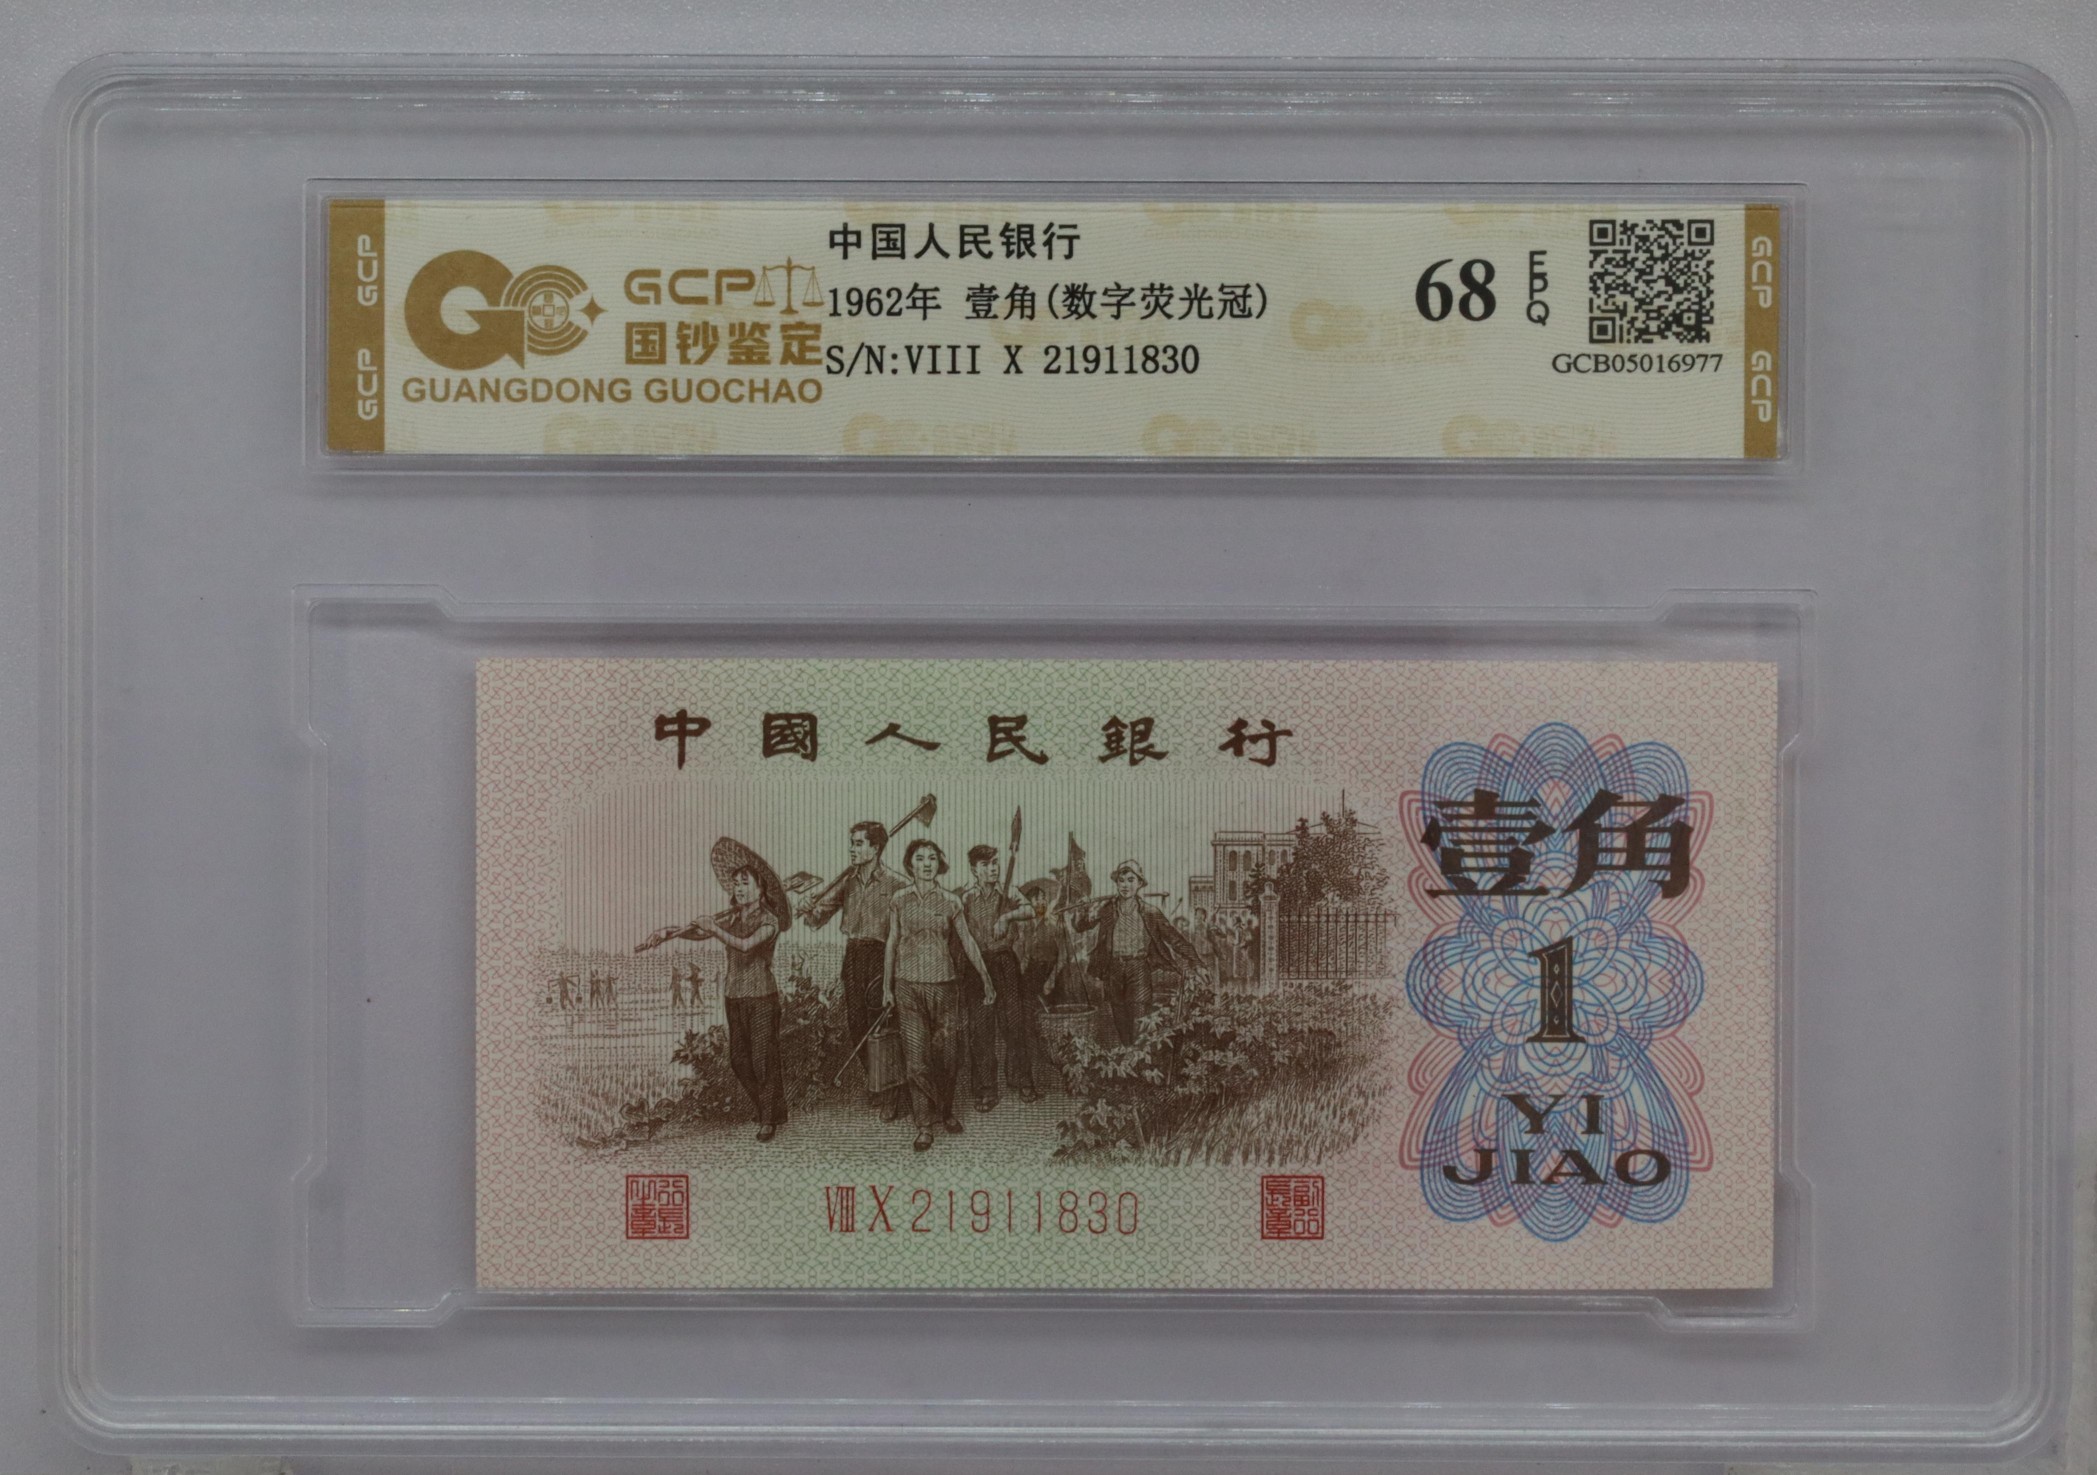 GCP GCP
GCP
国钞鉴定
GUANGDONG GUOCHAO
中国人民银行
1962年 壹角(数字荧光冠)
S/N:VIII X 21911830
68 EPQ
GCB05016977
GCP GCP
中國人民銀行
壹角
1
YI
JIAO
VIII X 21911830